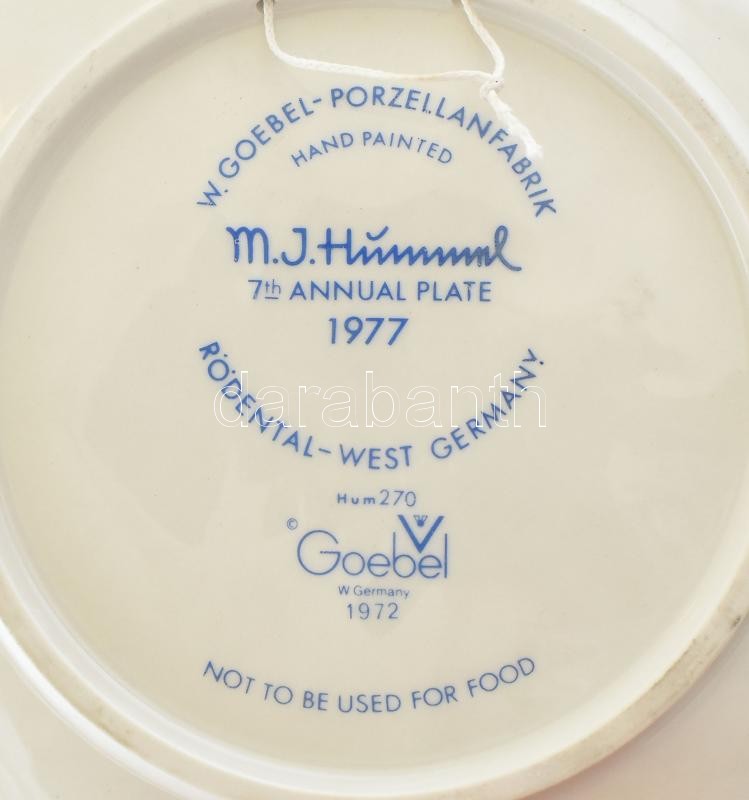 W. GOEBEL-PORZELLANFABRIK
HAND PAINTED
M.J. Hummel
7th ANNUAL PLATE
1977
RÖDENTAL-WEST GERMANY
darabanth
Hum 270
© Goebel
W Germany
1972
NOT TO BE USED FOR FOOD